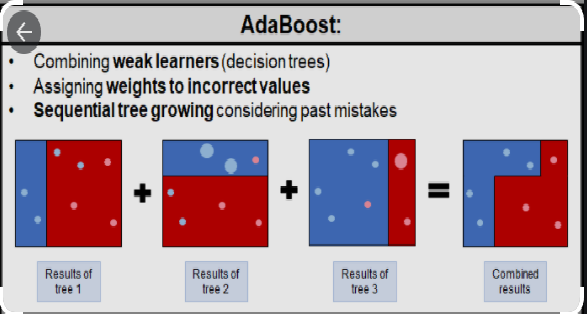 AdaBoost:
• Combining weak learners (decision trees)
• Assigning weights to incorrect values
• Sequential tree growing considering past mistakes
Results of
tree 1
Results of
tree 2
Results of
tree 3
Combined
results